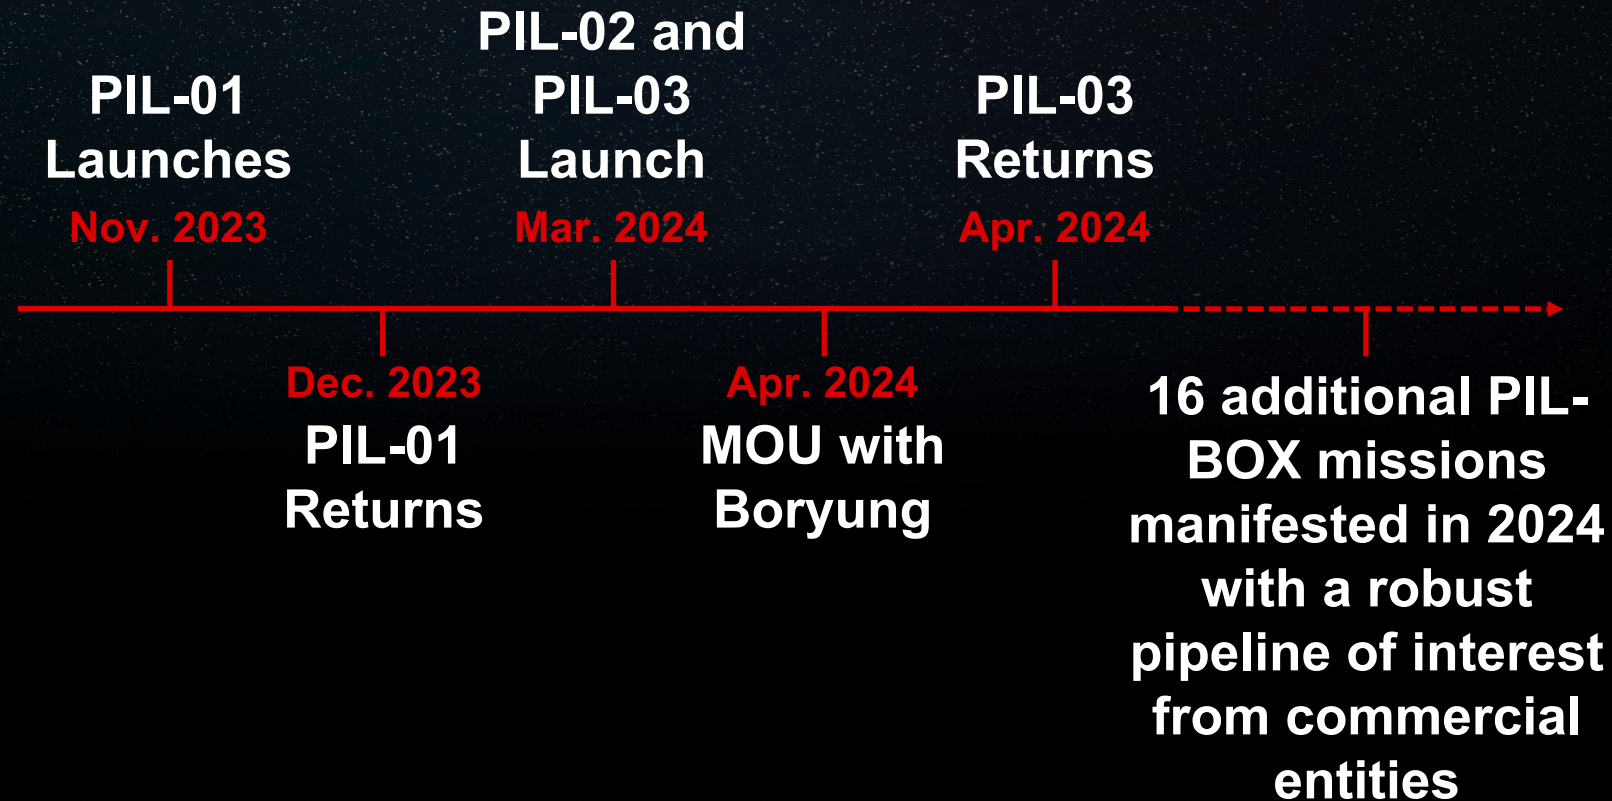 PIL-01
Launches
Nov. 2023
Dec. 2023
PIL-01
Returns
PIL-02 and
PIL-03
Launch
Mar. 2024
Apr. 2024
MOU with
Boryung
PIL-03
Returns
Apr. 2024
16 additional PIL-
BOX missions
manifested in 2024
with a robust
pipeline of interest
from commercial
entities